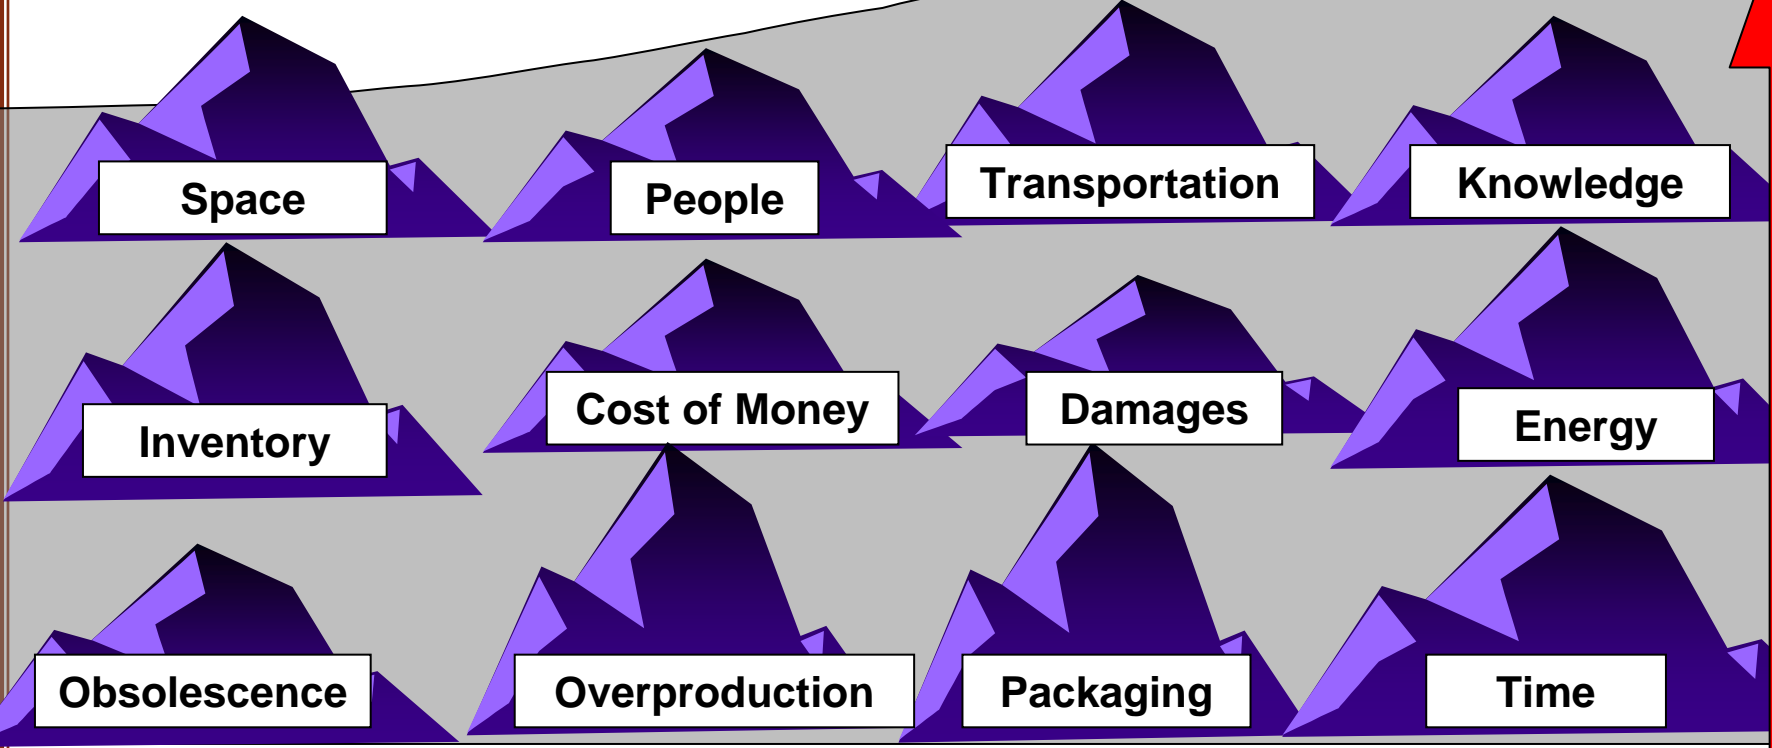 Space
People
Transportation
Knowledge
Inventory
Cost of Money
Damages
Energy
Obsolescence
Overproduction
Packaging
Time